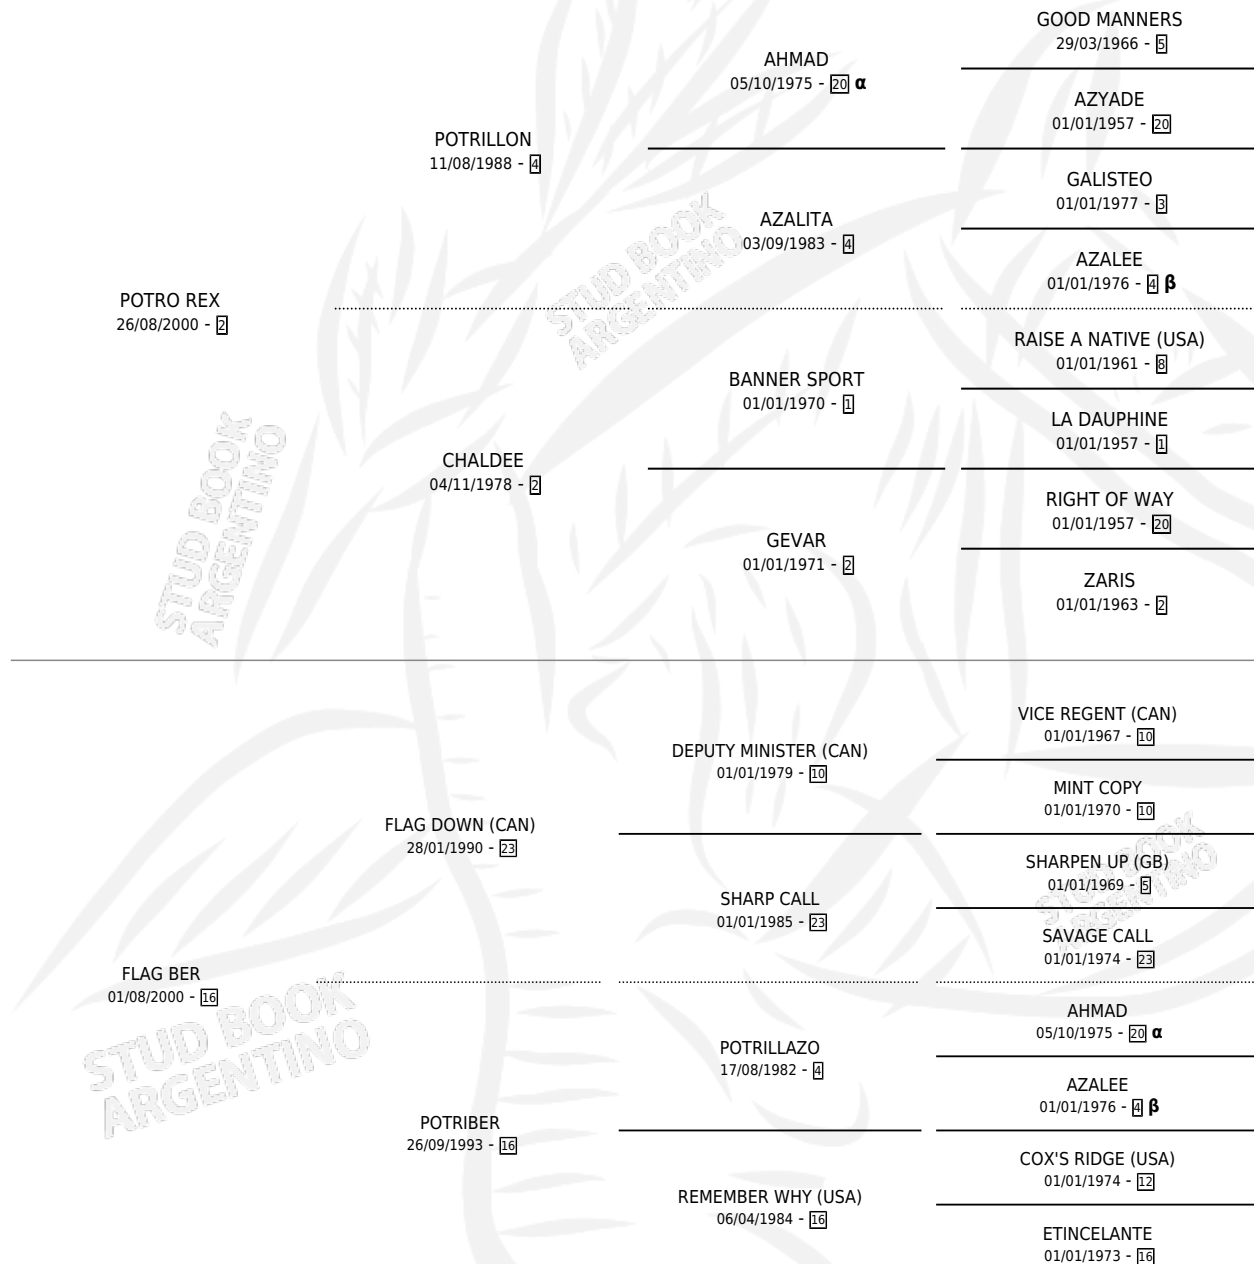 GOOD MANNERS
29/03/1966 - 5
AHMAD
05/10/1975 - 20 α
AZYADE
01/01/1957 - 20
POTRILLON
11/08/1988 - 4
GALISTEO
01/01/1977 - 3
AZALITA
03/09/1983 - 4
AZALEE
01/01/1976 - 4 β
POTRO REX
26/08/2000 - 2
RAISE A NATIVE (USA)
01/01/1961 - 8
BANNER SPORT
01/01/1970 - 1
LA DAUPHINE
01/01/1957 - 1
CHALDEE
04/11/1978 - 2
RIGHT OF WAY
01/01/1957 - 20
GEVAR
01/01/1971 - 2
ZARIS
01/01/1963 - 2
STUD BOOK
ARGENTINO
STUD BOOK
ARGENTINO
VICE REGENT (CAN)
01/01/1967 - 10
DEPUTY MINISTER (CAN)
01/01/1979 - 10
MINT COPY
01/01/1970 - 10
FLAG DOWN (CAN)
28/01/1990 - 23
SHARPEN UP (GB)
01/01/1969 - 5
SHARP CALL
01/01/1985 - 23
SAVAGE CALL
01/01/1974 - 23
FLAG BER
01/08/2000 - 16
AHMAD
05/10/1975 - 20 α
POTRILLAZO
17/08/1982 - 4
AZALEE
01/01/1976 - 4 β
POTRIBER
26/09/1993 - 16
COX'S RIDGE (USA)
01/01/1974 - 12
REMEMBER WHY (USA)
06/04/1984 - 16
ETINCELANTE
01/01/1973 - 16
STUD BOOK
ARGENTINO
STUD BOOK
ARGENTINO